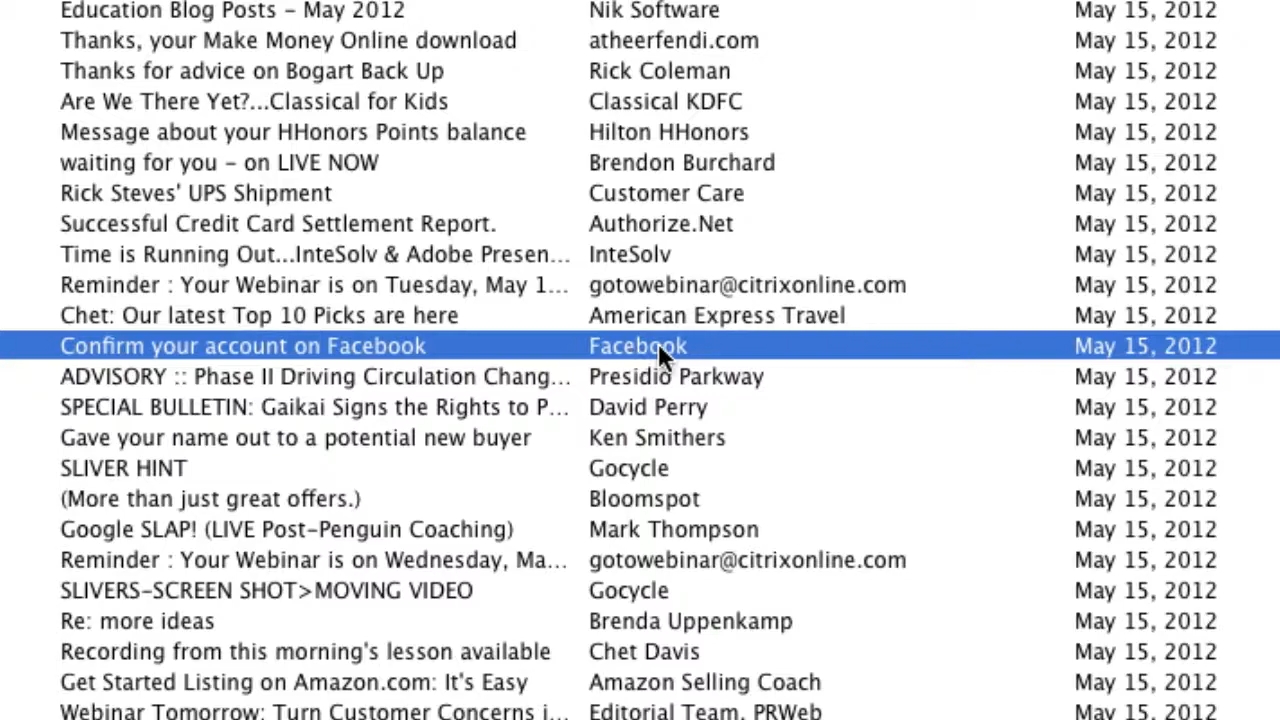 Education Blog Posts - May 2012 Nik Software May 15, 2012
Thanks, your Make Money Online download atheerfendi.com May 15, 2012
Thanks for advice on Bogart Back Up Rick Coleman May 15, 2012
Are We There Yet?...Classical for Kids Classical KDFC May 15, 2012
Message about your HHonors Points balance Hilton HHonors May 15, 2012
waiting for you - on LIVE NOW Brendon Burchard May 15, 2012
Rick Steves' UPS Shipment Customer Care May 15, 2012
Successful Credit Card Settlement Report. Authorize.Net May 15, 2012
Time is Running Out...InteSolv & Adobe Presen... InteSolv May 15, 2012
Reminder : Your Webinar is on Tuesday, May 1... gotowebinar@citrixonline.com May 15, 2012
Chet: Our latest Top 10 Picks are here American Express Travel May 15, 2012
Confirm your account on Facebook Facebook May 15, 2012
ADVISORY :: Phase II Driving Circulation Chang... Presidio Parkway May 15, 2012
SPECIAL BULLETIN: Gaikai Signs the Rights to P... David Perry May 15, 2012
Gave your name out to a potential new buyer Ken Smithers May 15, 2012
SLIVER HINT Gocycle May 15, 2012
(More than just great offers.) Bloomspot May 15, 2012
Google SLAP! (LIVE Post-Penguin Coaching) Mark Thompson May 15, 2012
Reminder : Your Webinar is on Wednesday, Ma... gotowebinar@citrixonline.com May 15, 2012
SLIVERS-SCREEN SHOT>MOVING VIDEO Gocycle May 15, 2012
Re: more ideas Brenda Uppenkamp May 15, 2012
Recording from this morning's lesson available Chet Davis May 15, 2012
Get Started Listing on Amazon.com: It's Easy Amazon Selling Coach May 15, 2012
Webinar Tomorrow: Turn Customer Concerns i... Editorial Team, PRWeb May 15, 2012